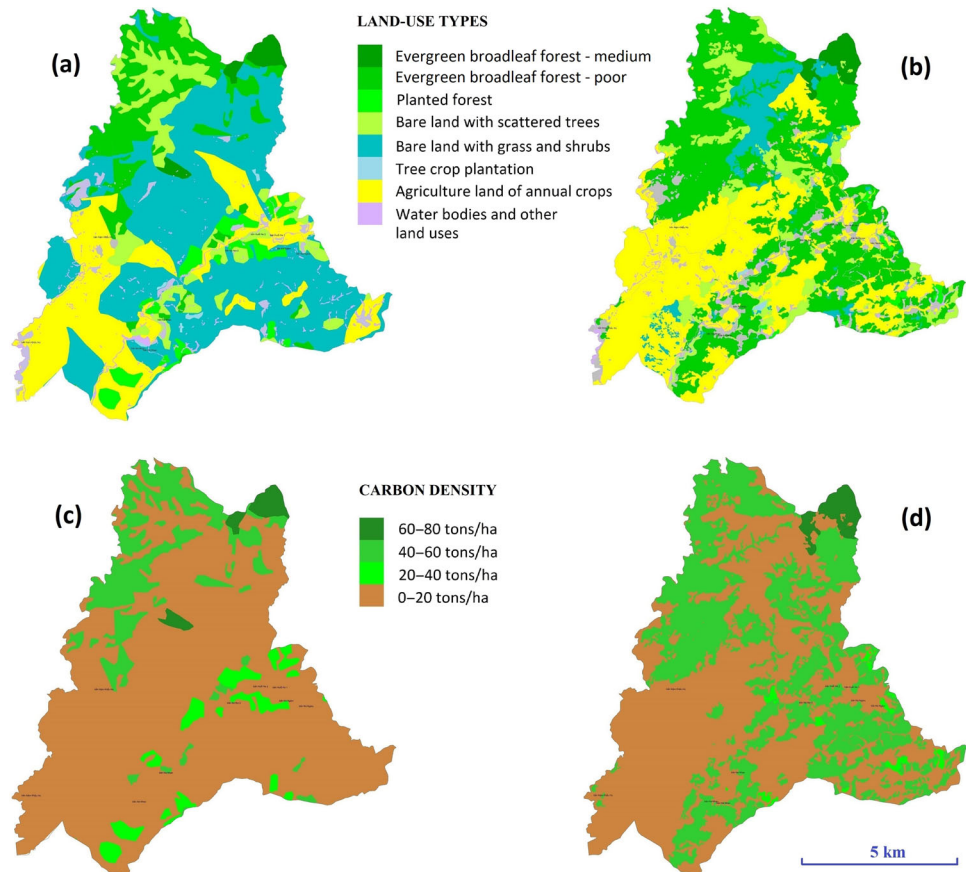 LAND-USE TYPES
(a)
(b)
Evergreen broadleaf forest - medium
Evergreen broadleaf forest - poor
Planted forest
Bare land with scattered trees
Bare land with grass and shrubs
Tree crop plantation
Agriculture land of annual crops
Water bodies and other
land uses
CARBON DENSITY
(c)
(d)
60–80 tons/ha
40–60 tons/ha
20–40 tons/ha
0–20 tons/ha
5 km